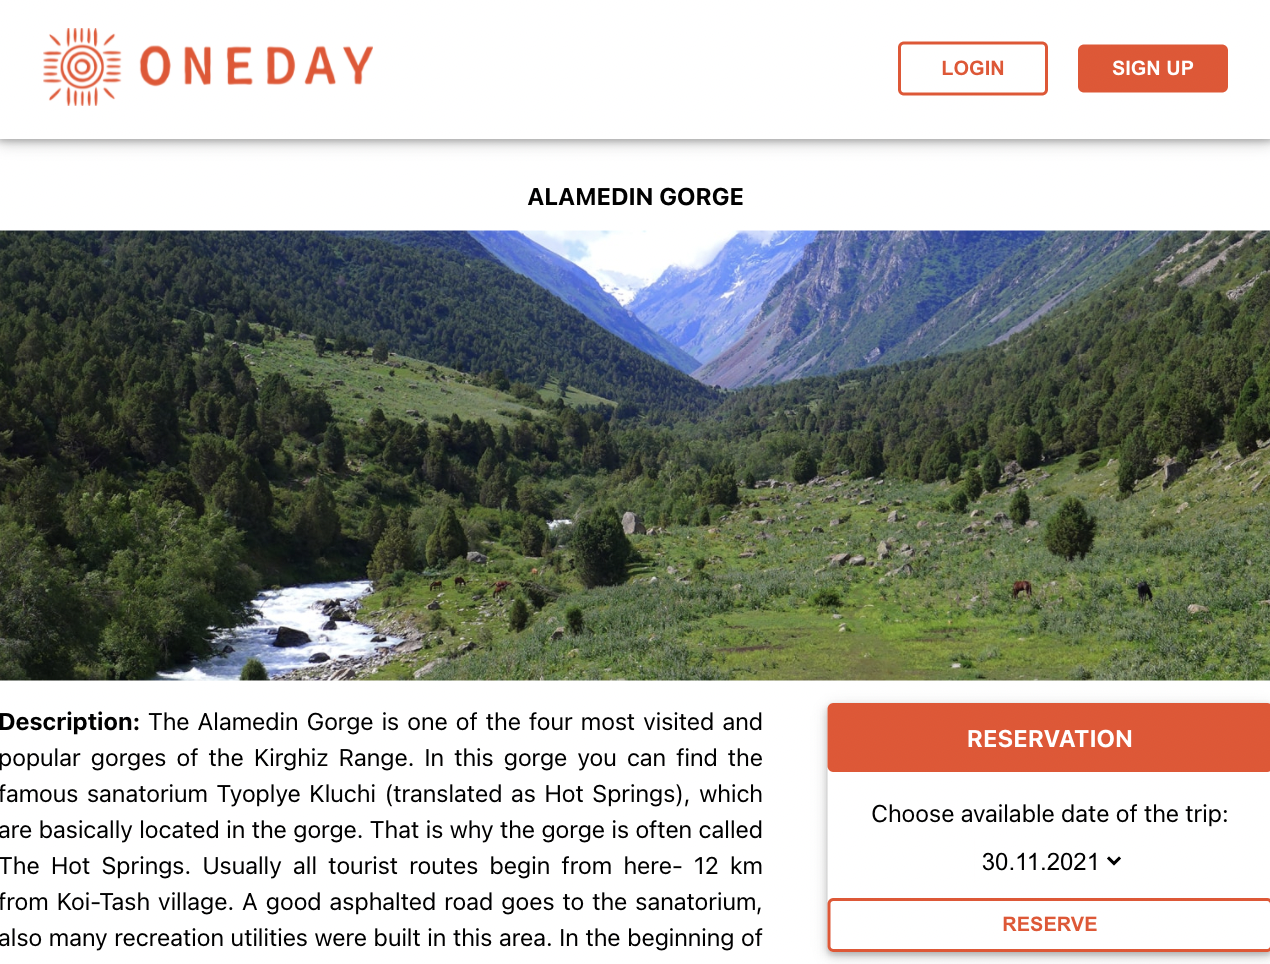 ONEDAY
LOGIN
SIGN UP
ALAMEDIN GORGE
Description: The Alamedin Gorge is one of the four most visited and
popular gorges of the Kirghiz Range. In this gorge you can find the
famous sanatorium Tyoplye Kluchi (translated as Hot Springs), which
are basically located in the gorge. That is why the gorge is often called
The Hot Springs. Usually all tourist routes begin from here- 12 km
from Koi-Tash village. A good asphalted road goes to the sanatorium,
also many recreation utilities were built in this area. In the beginning of
RESERVATION
Choose available date of the trip:
30.11.2021
RESERVE